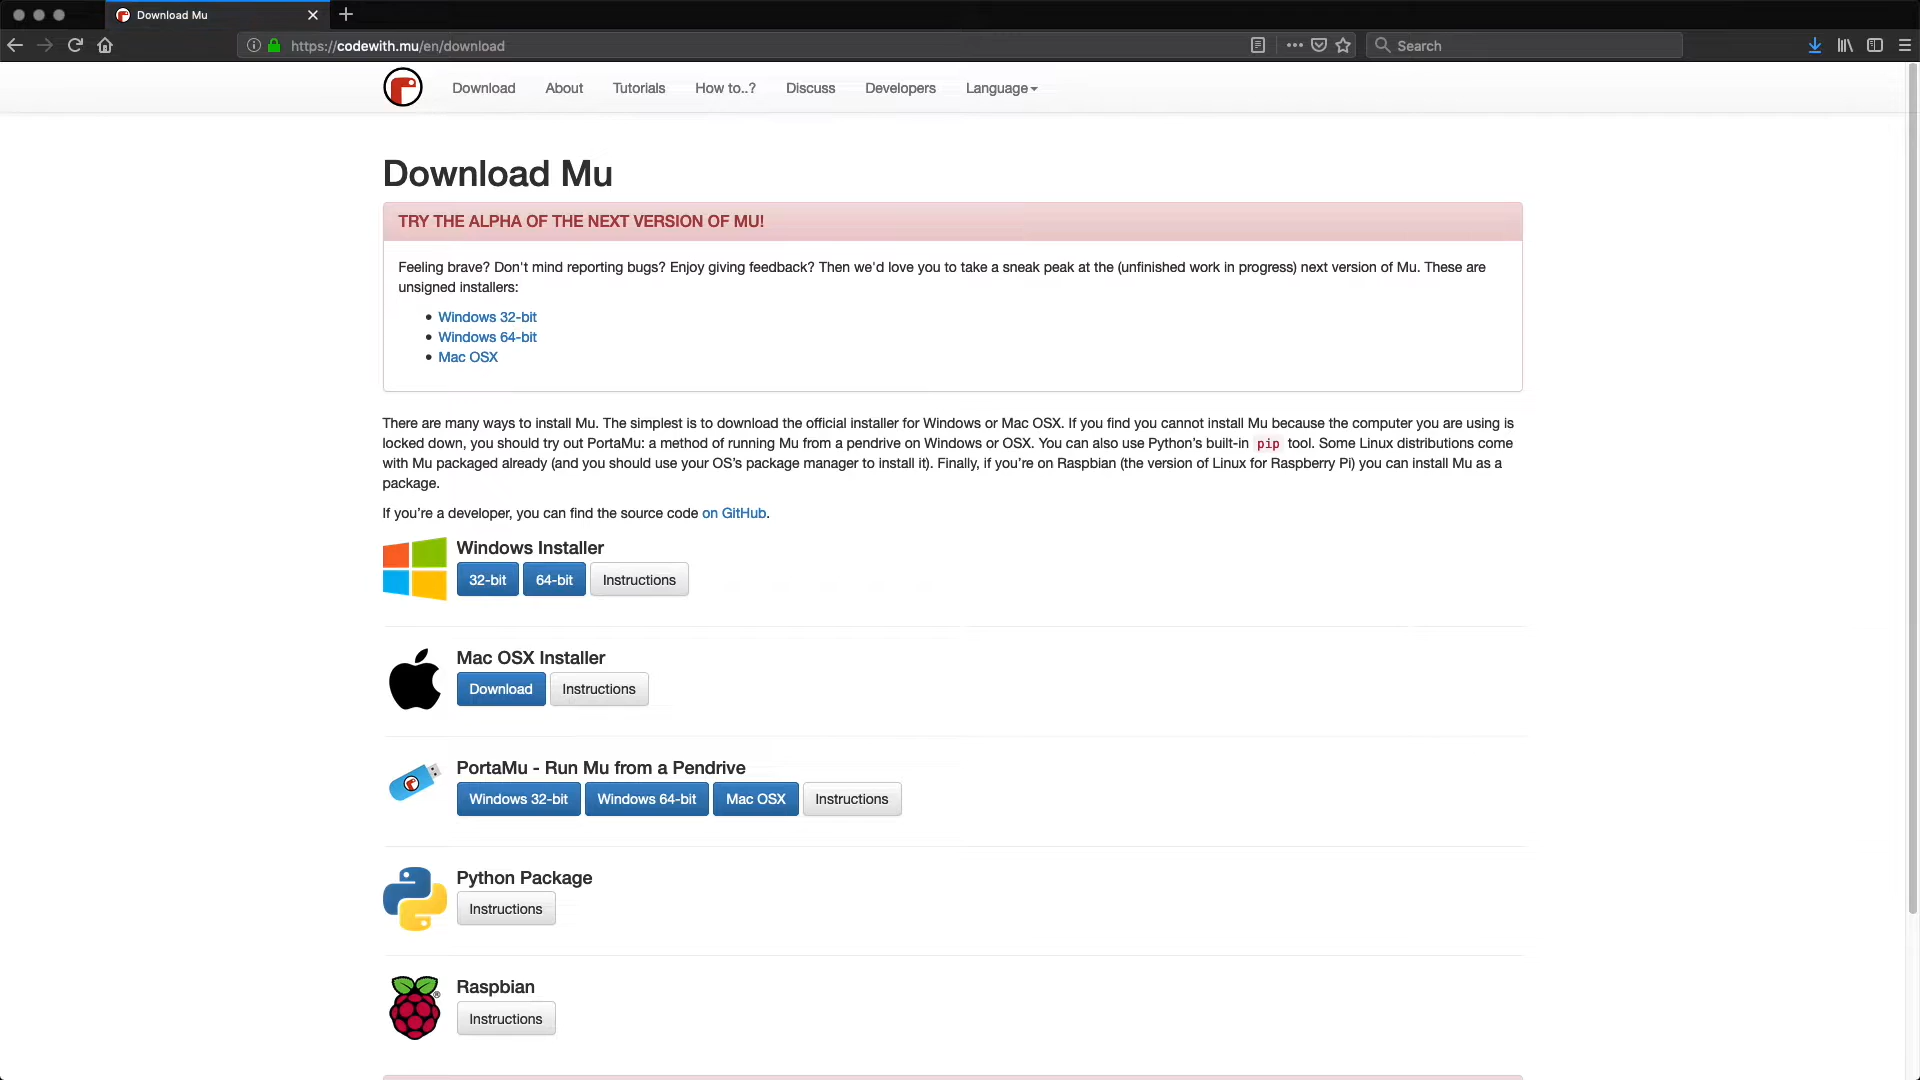 Download Mu
https://codewith.mu/en/download
Search
Download About Tutorials How to..? Discuss Developers Language
Download Mu
TRY THE ALPHA OF THE NEXT VERSION OF MU!
Feeling brave? Don't mind reporting bugs? Enjoy giving feedback? Then we'd love you to take a sneak peak at the (unfinished work in progress) next version of Mu. These are
unsigned installers:
• Windows 32-bit
• Windows 64-bit
• Mac OSX
There are many ways to install Mu. The simplest is to download the official installer for Windows or Mac OSX. If you find you cannot install Mu because the computer you are using is
locked down, you should try out PortaMu: a method of running Mu from a pendrive on Windows or OSX. You can also use Python’s built-in pip tool. Some Linux distributions come
with Mu packaged already (and you should use your OS’s package manager to install it). Finally, if you’re on Raspbian (the version of Linux for Raspberry Pi) you can install Mu as a
package.
If you’re a developer, you can find the source code on GitHub.
Windows Installer
32-bit 64-bit Instructions
Mac OSX Installer
Download Instructions
PortaMu - Run Mu from a Pendrive
Windows 32-bit Windows 64-bit Mac OSX Instructions
Python Package
Instructions
Raspbian
Instructions